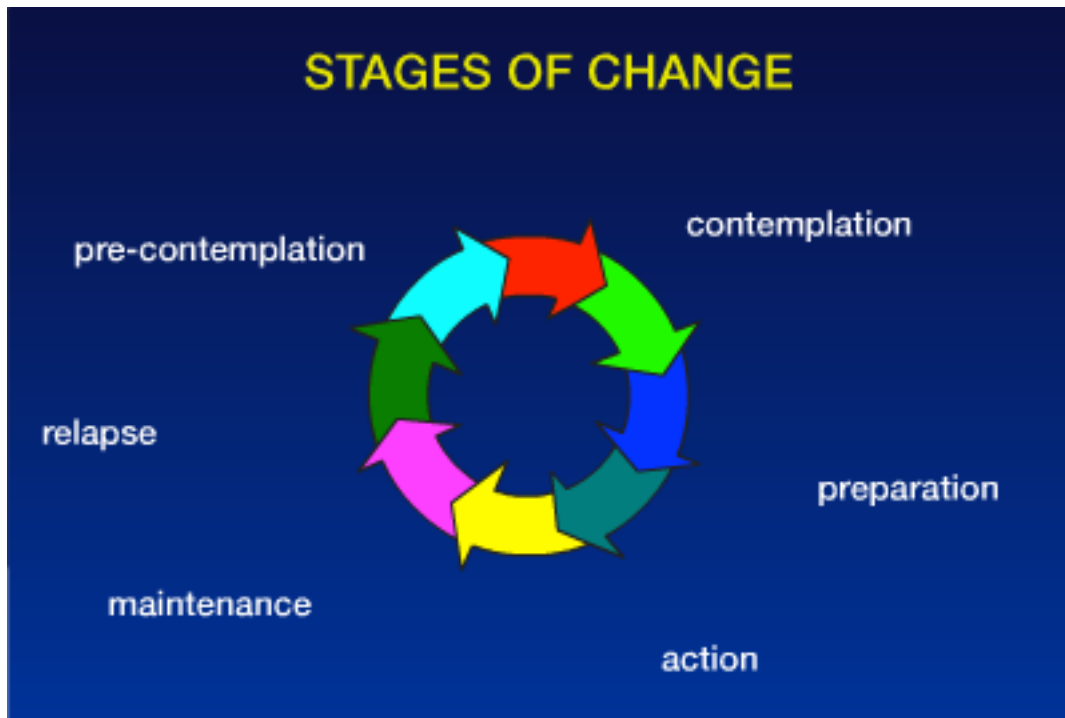 STAGES OF CHANGE
pre-contemplation
contemplation
preparation
action
maintenance
relapse